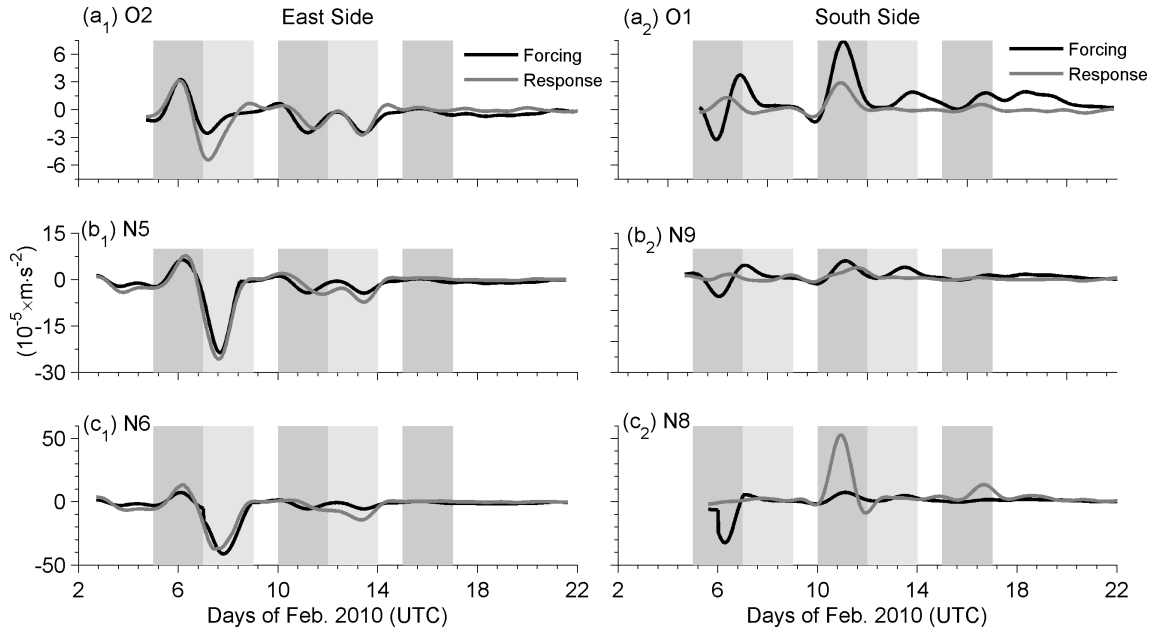 (a1) O2 East Side
(a2) O1 South Side
Forcing
Response
6
3
0
-3
-6
Forcing
Response
(b1) N5
(b2) N9
15
0
-15
-30
(10-5×m·s-2)
(c1) N6
(c2) N8
50
0
-50
2 6 10 14 18 22
2 6 10 14 18 22
Days of Feb. 2010 (UTC)
Days of Feb. 2010 (UTC)